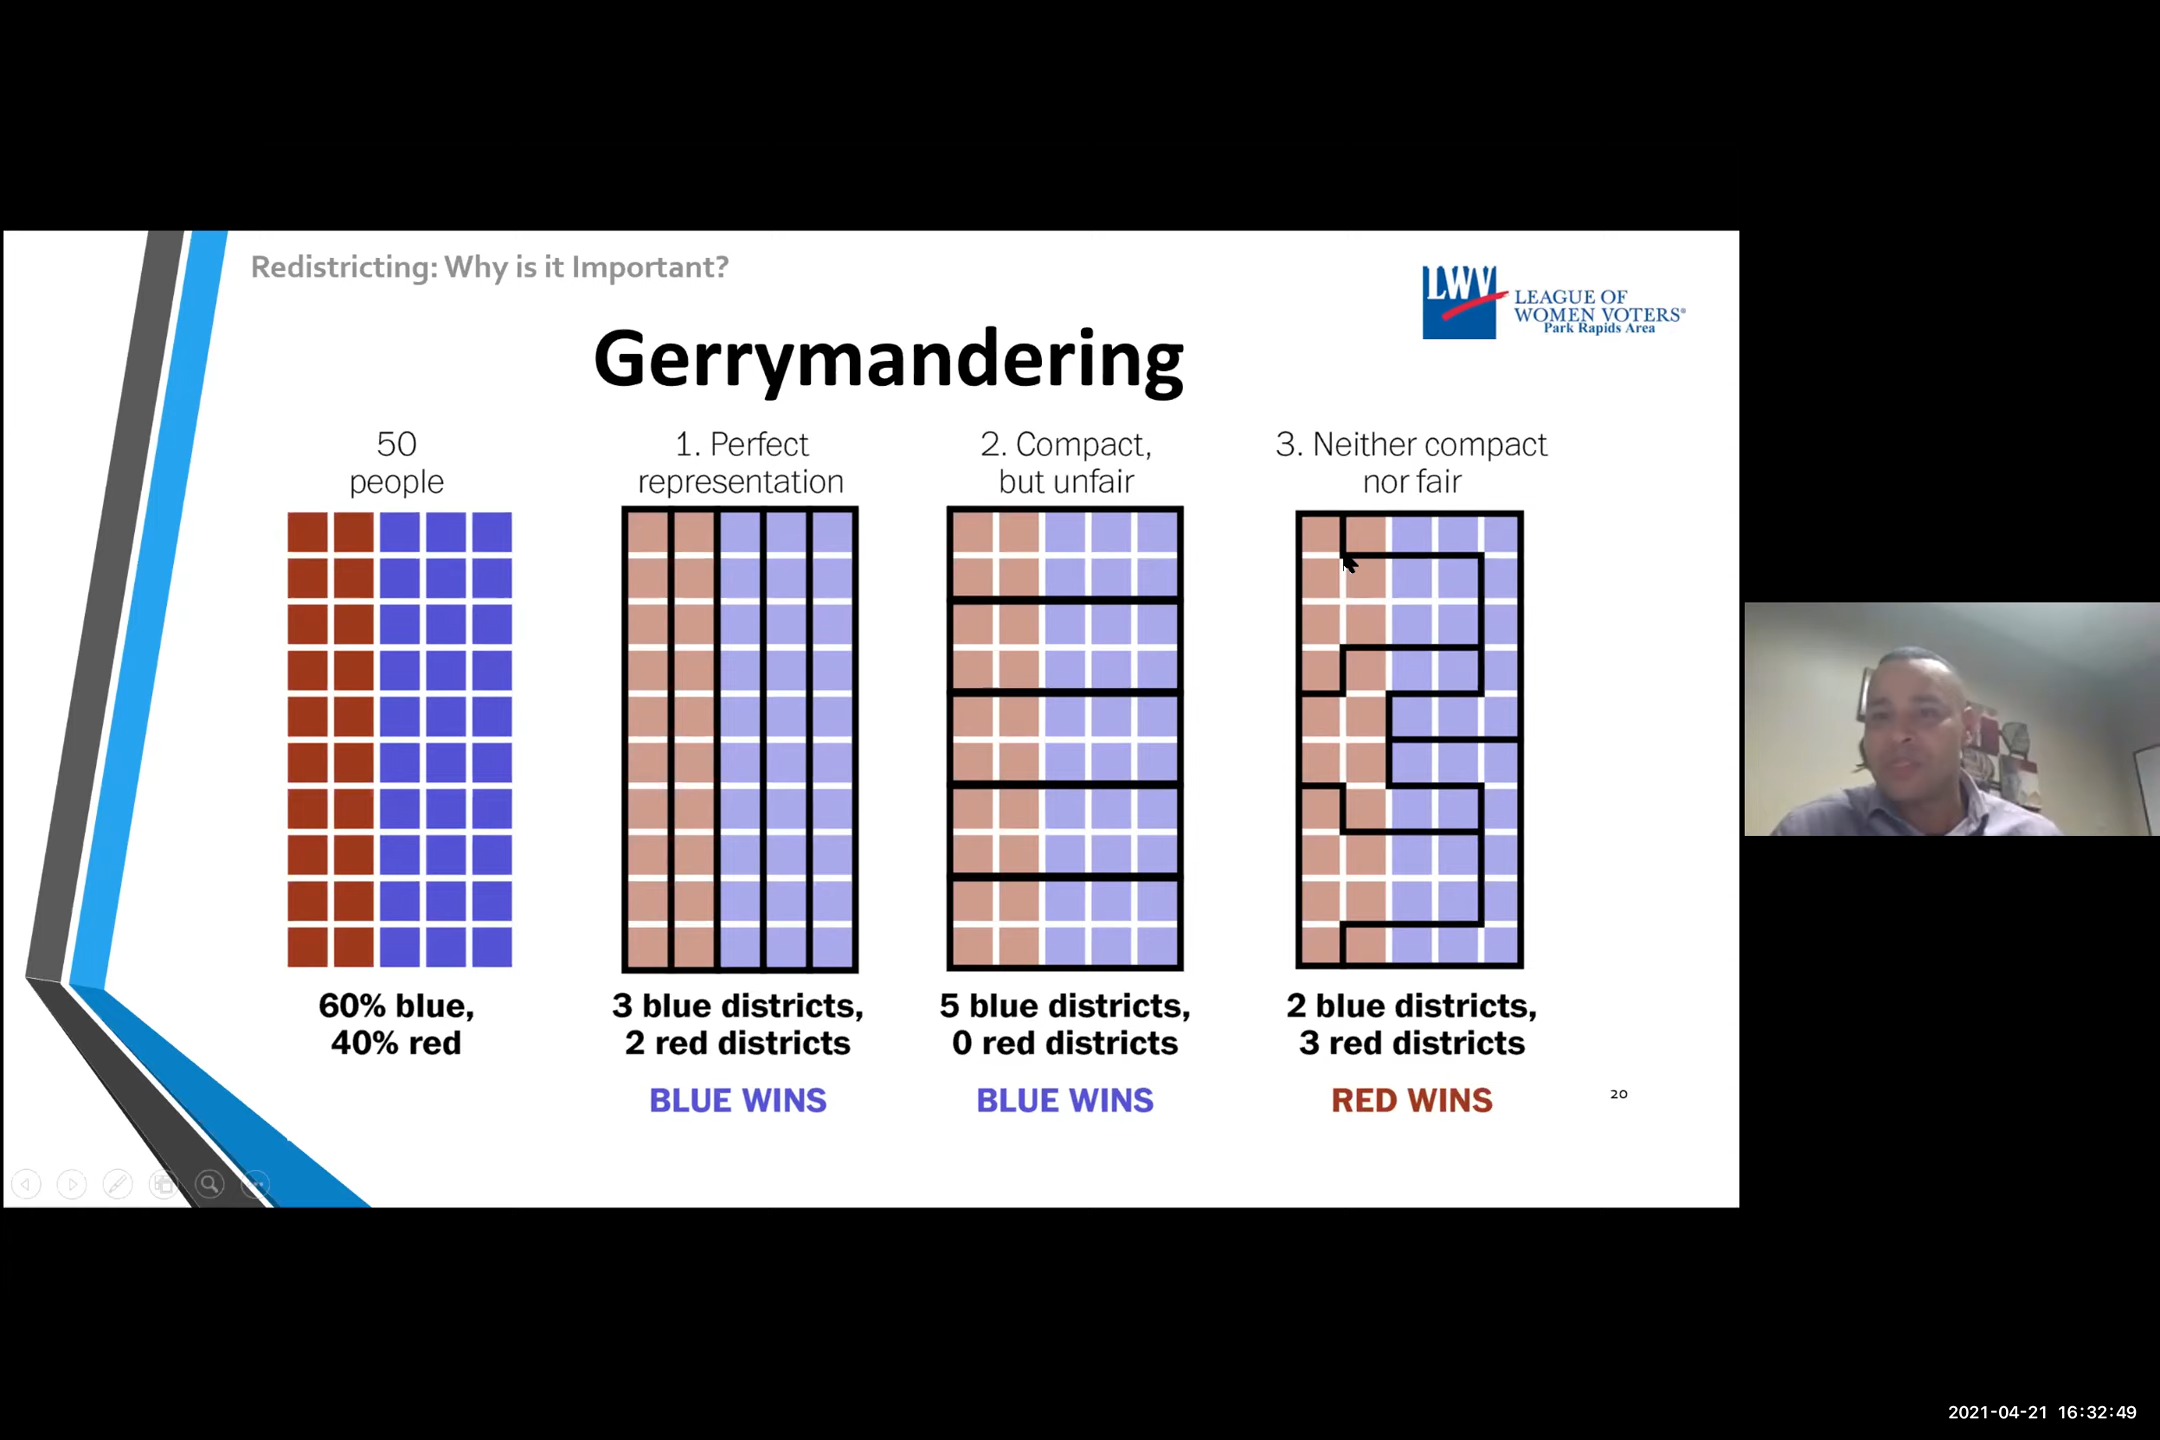 Redistricting: Why is it Important?
LWV
LEAGUE OF
WOMEN VOTERS®
Park Rapids Area
Gerrymandering
50
people
1. Perfect
representation
2. Compact,
but unfair
3. Neither compact
nor fair
60% blue,
40% red
3 blue districts,
2 red districts
5 blue districts,
0 red districts
2 blue districts,
3 red districts
BLUE WINS
BLUE WINS
RED WINS
20
2021-04-21 16:32:49